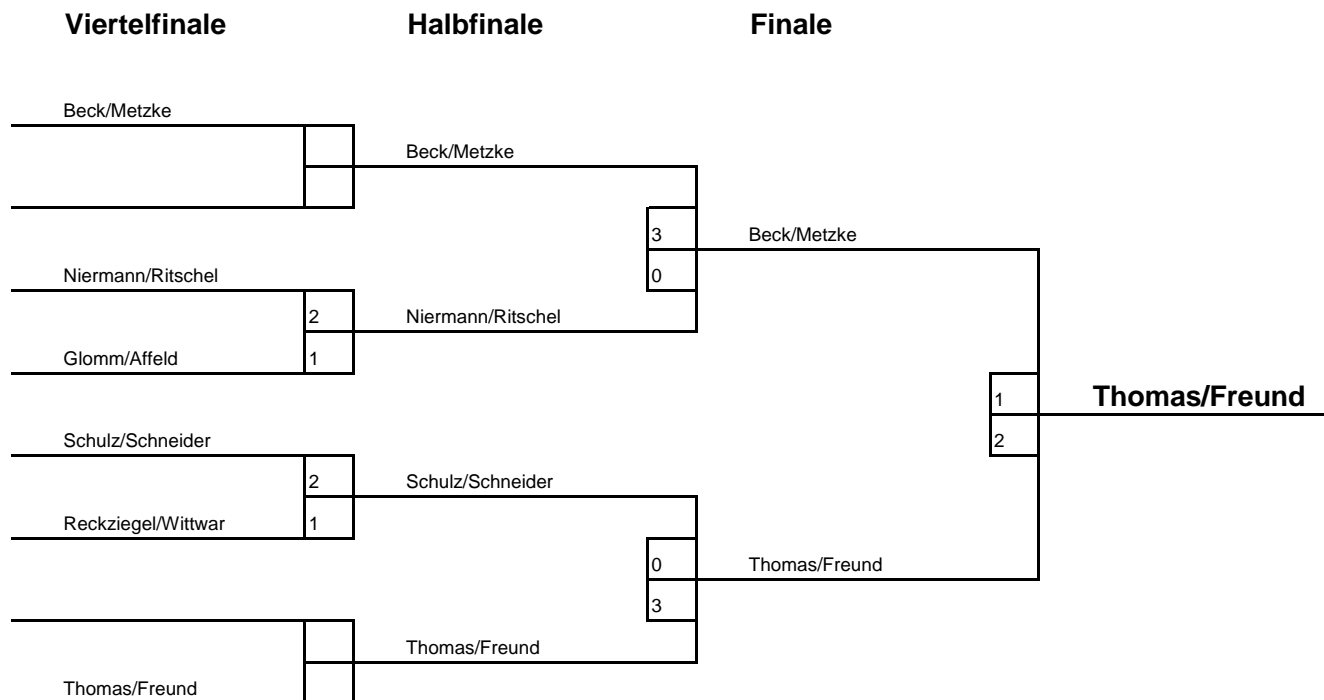 Viertelfinale Halbfinale Finale
Beck/Metzke
Beck/Metzke
3 Beck/Metzke
Niermann/Ritschel 0
2 Niermann/Ritschel
Glomm/Affeld 1
1 Thomas/Freund
Schulz/Schneider 2
2 Schulz/Schneider
Reckziegel/Wittwar 1
0 Thomas/Freund
3
Thomas/Freund
Thomas/Freund